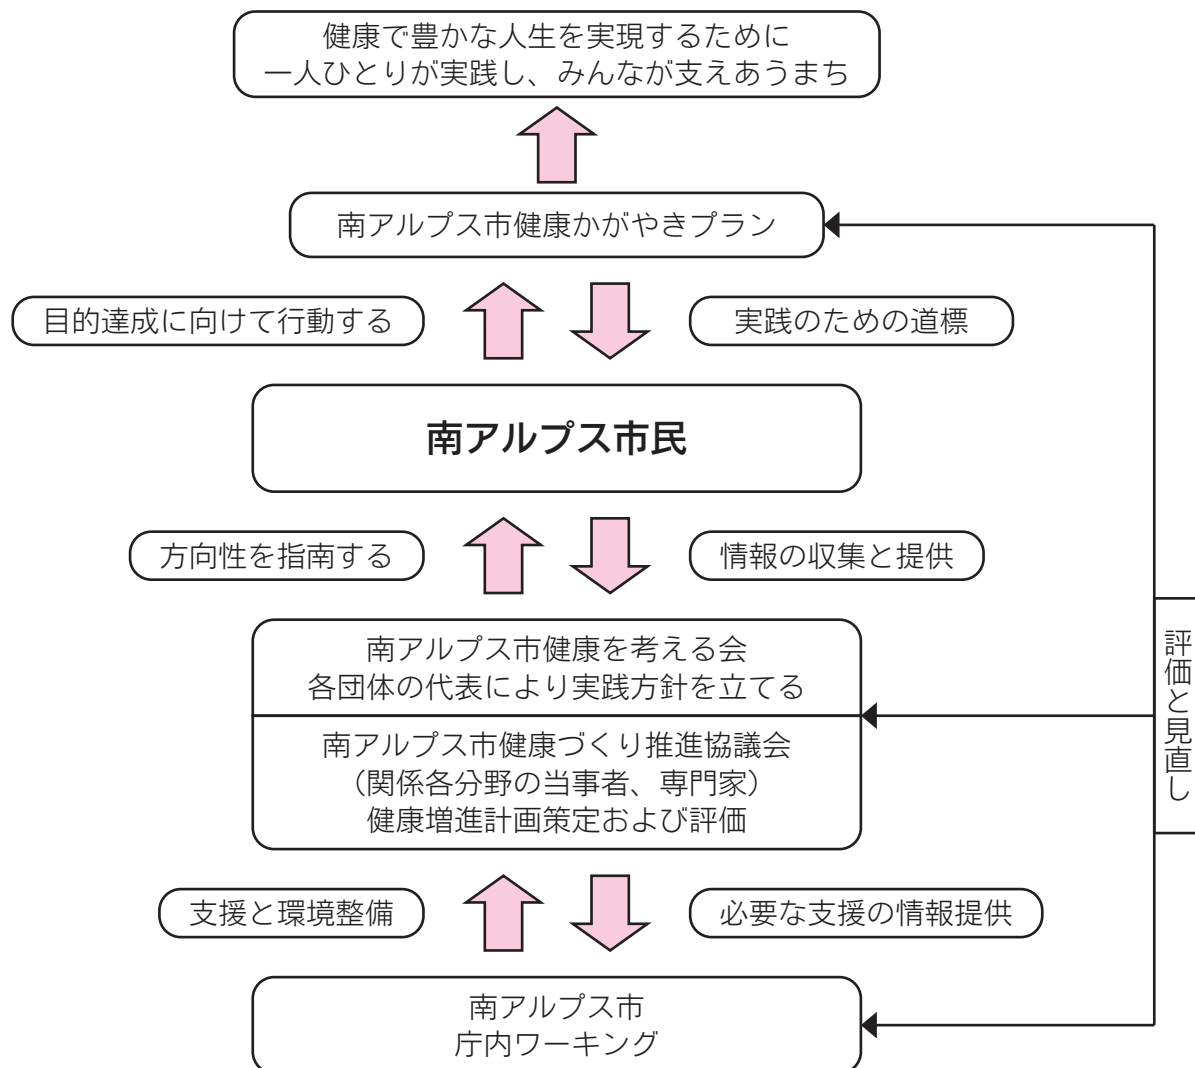 健康で豊かな人生を実現するために
一人ひとりが実践し、みんなが支えあうまち
南アルプス市健康かがやきプラン
目的達成に向けて行動する
実践のための道標
南アルプス市民
方向性を指南する
情報の収集と提供
南アルプス市健康を考える会
各団体の代表により実践方針を立てる
南アルプス市健康づくり推進協議会
（関係各分野の当事者、専門家）
健康増進計画策定および評価
評価と見直し
支援と環境整備
必要な支援の情報提供
南アルプス市
庁内ワーキング